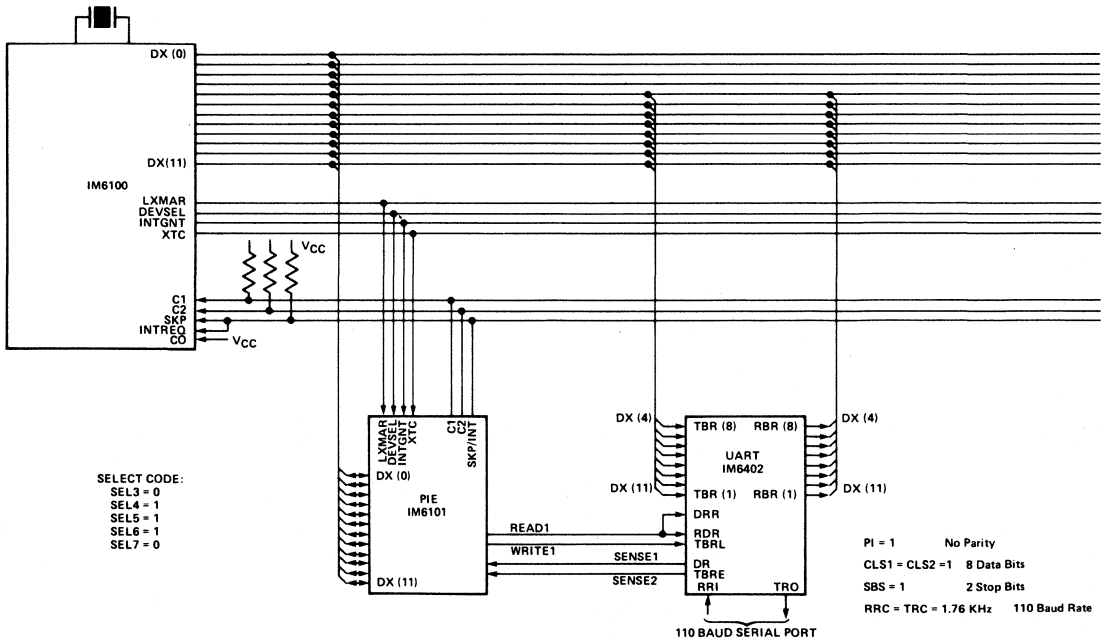 DX (0)
DX(11)
IM6100
LXMAR
DEVSEL
INTGNT
XTC
VCC
C1
C2
SKP
INTREQ
CO
VCC
LXMAR
DEVSEL
INTGNT
XTC
C1
C2
SKP/INT
DX (0)
PIE
IM6101
DX (11)
SELECT CODE:
SEL3 = 0
SEL4 = 1
SEL5 = 1
SEL6 = 1
SEL7 = 0
READ1
WRITE1
SENSE1
SENSE2
DX (4)
DX (11)
TBR (8)
RBR (8)
UART
IM6402
TBR (1)
RBR (1)
DRR
RDR
TBRL
DR
TBRE
RRI
TRO
DX (4)
DX (11)
110 BAUD SERIAL PORT
PI = 1 No Parity
CLS1 = CLS2 =1 8 Data Bits
SBS = 1 2 Stop Bits
RRC = TRC = 1.76 KHz 110 Baud Rate